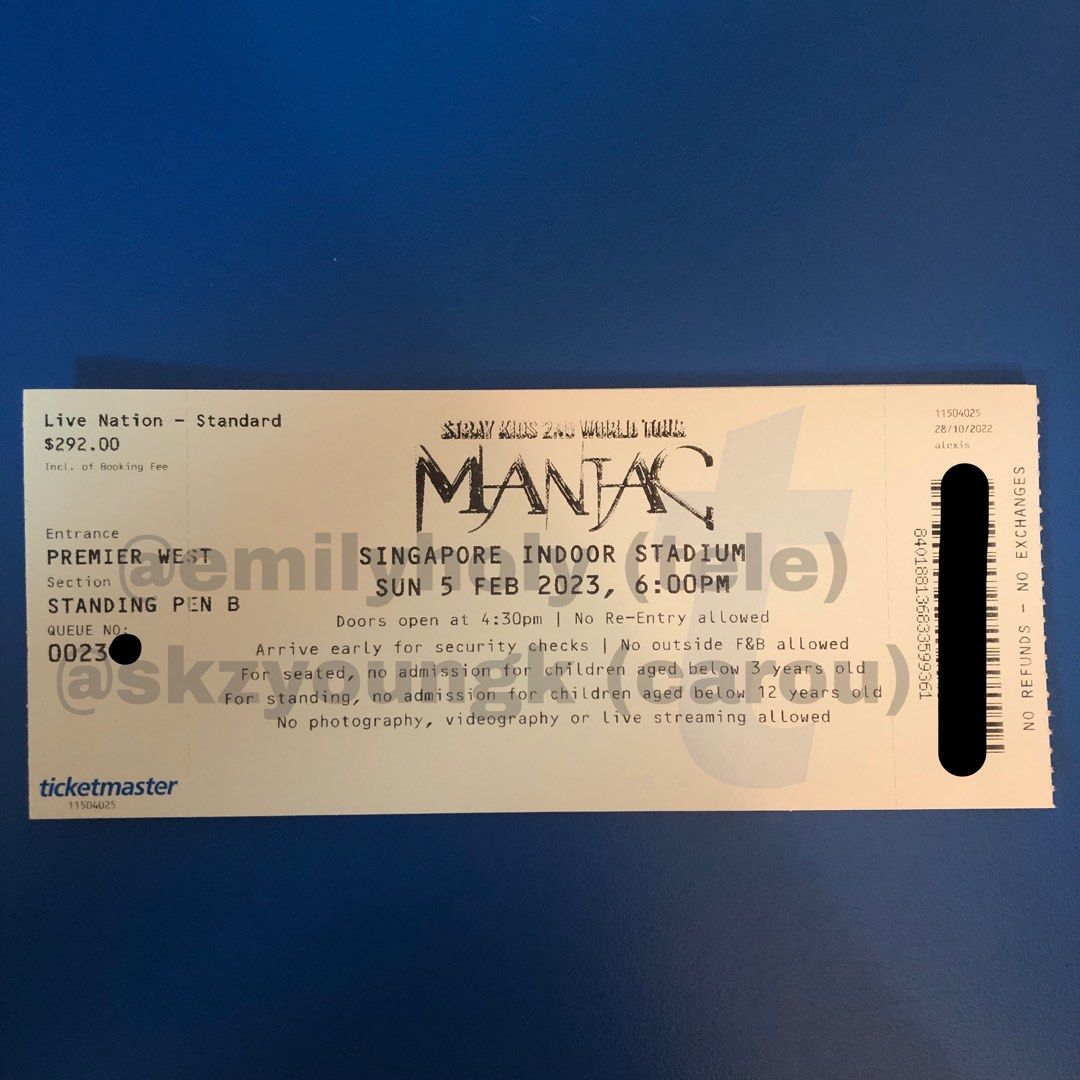 Live Nation - Standard
$292.00
Incl. of Booking Fee
Entrance
PREMIER WEST
Section
STANDING PEN B
QUEUE NO:
0023
ticketmaster
11504025
STRAY KIDS 2ND WORLD TOUR
MANIAC
SINGAPORE INDOOR STADIUM
SUN 5 FEB 2023, 6:00PM
Doors open at 4:30pm | No Re-Entry allowed
Arrive early for security checks | No outside F&B allowed
For seated, no admission for children aged below 3 years old
For standing, no admission for children aged below 12 years old
No photography, videography or live streaming allowed
@emilyholy (tele)
@skzyoungk (carou)
11504025
28/10/2022
alexis
8401881368335993361
NO REFUNDS - NO EXCHANGES